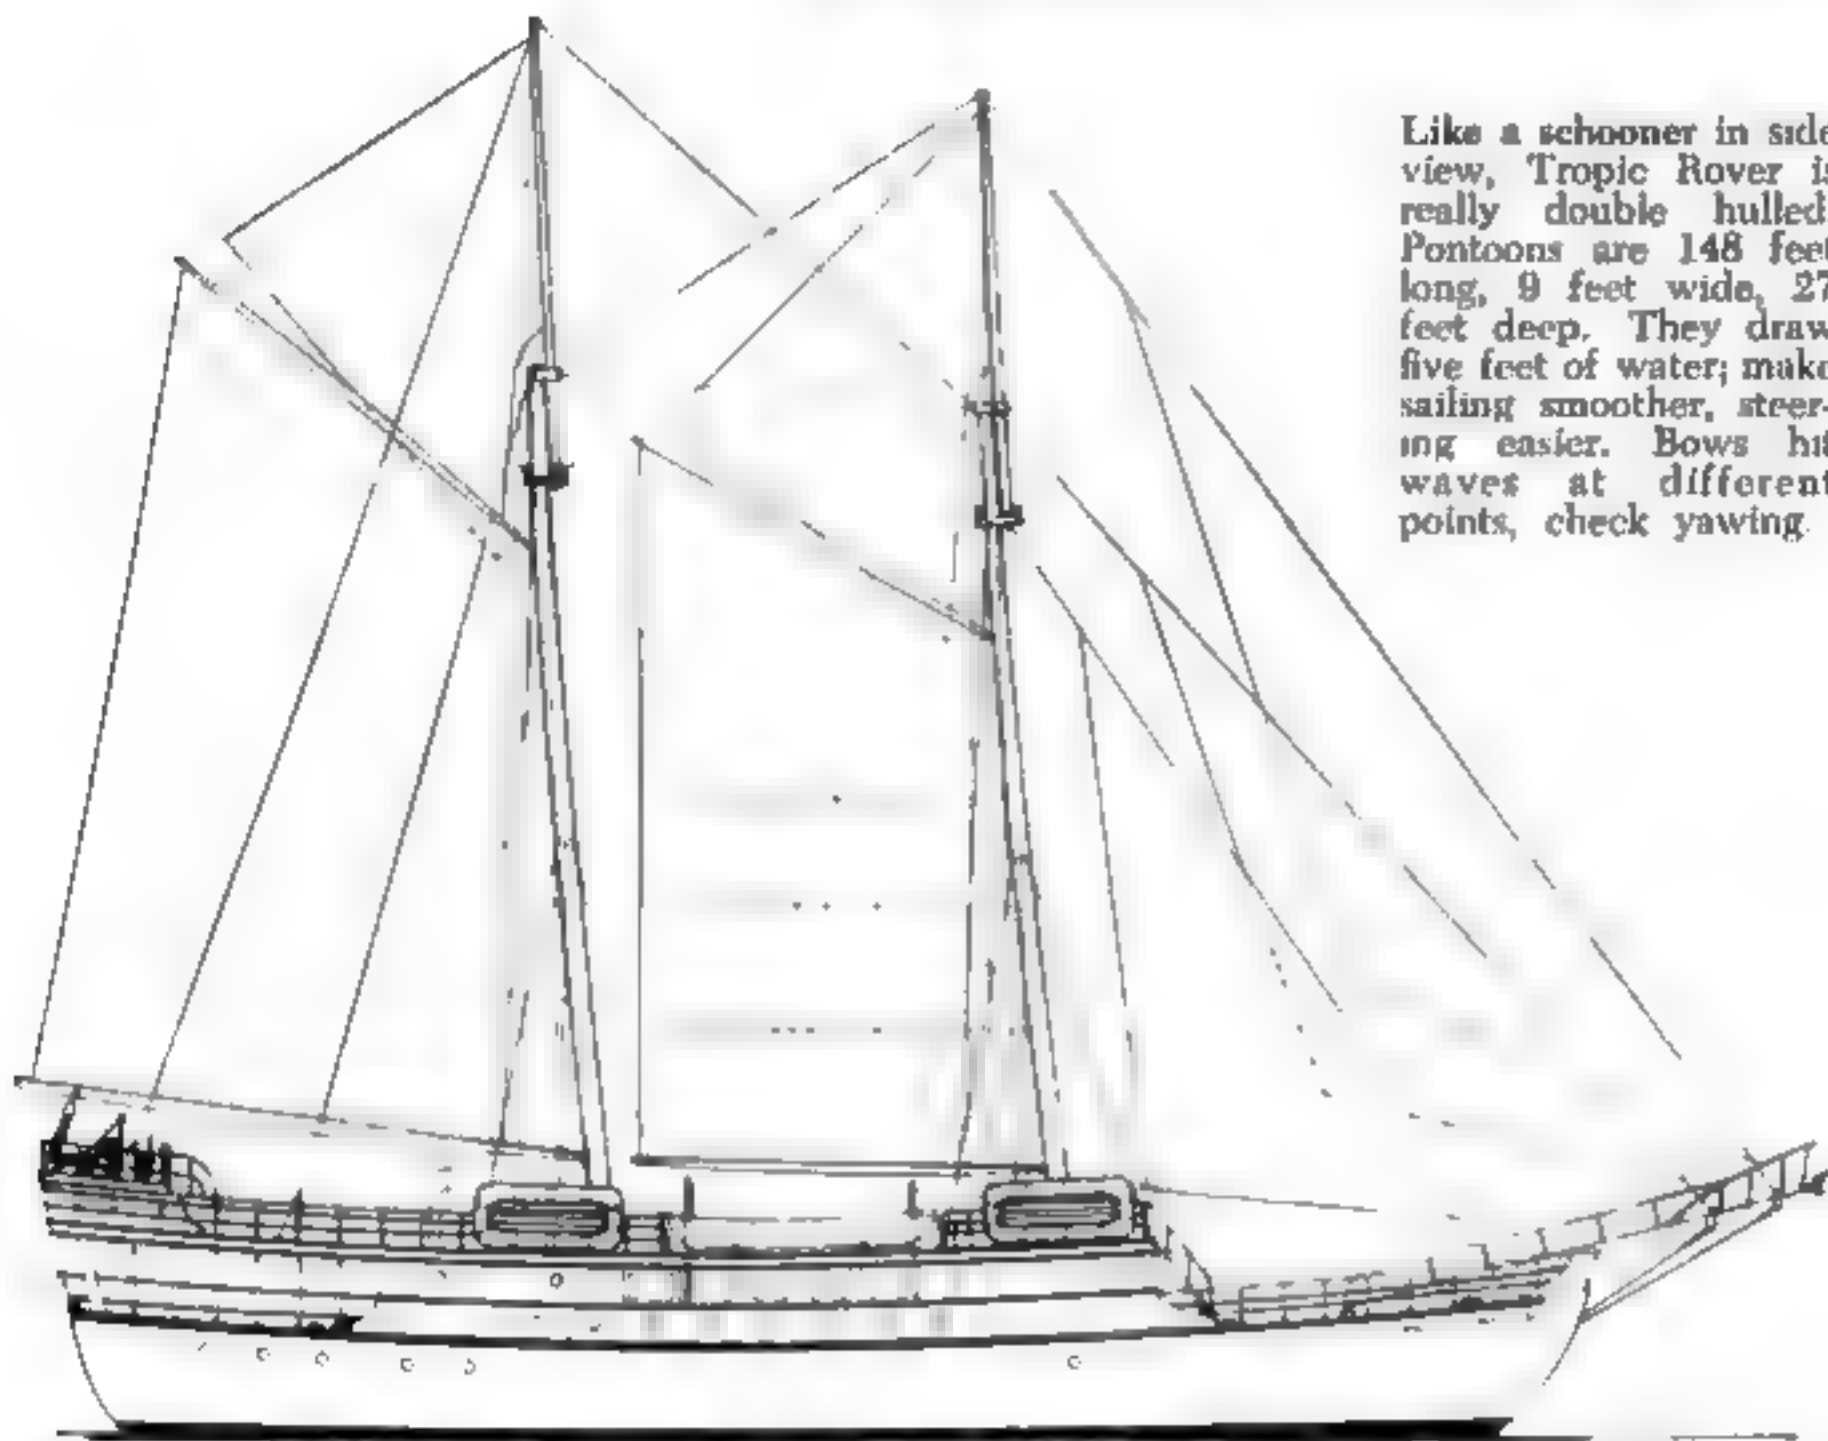 Like a schooner in side
view, Tropic Rover is
really double hulled.
Pontoons are 148 feet
long, 9 feet wide, 27
feet deep. They draw
five feet of water; make
sailing smoother, steer-
ing easier. Bows hit
waves at different
points, check yawing.